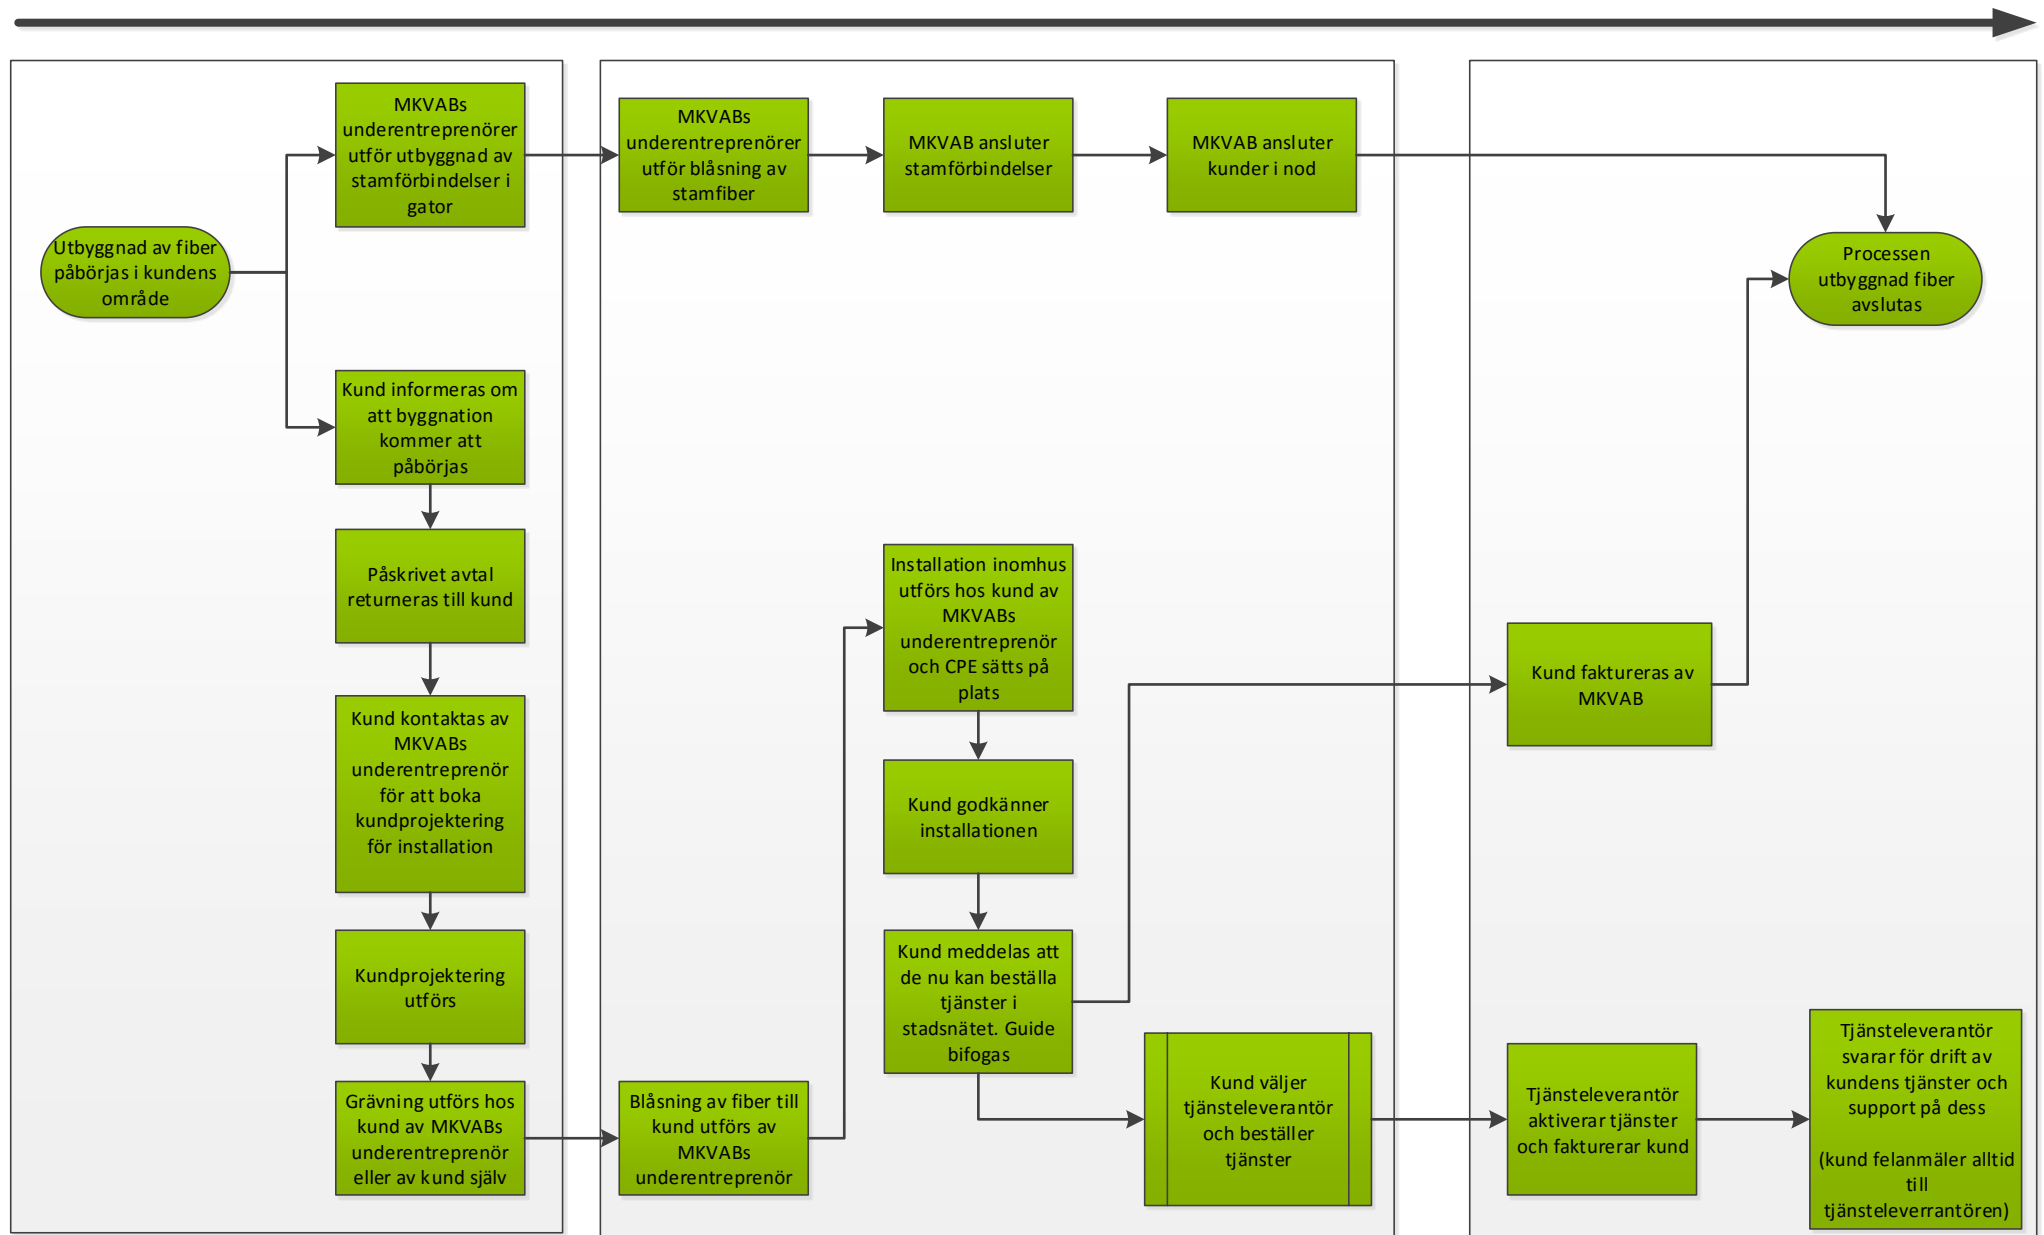 MKVABs
underentreprenörer
utför utbyggnad av
stamförbindelser i
gator
MKVABs
underentreprenörer
utför blåsning av
stamfiber
MKVAB ansluter
stamförbindelser
MKVAB ansluter
kunder i nod
Utbyggnad av fiber
påbörjas i kundens
område
Processen
utbyggnad fiber
avslutas
Kund informeras om
att byggnation
kommer att
påbörjas
Påskrivet avtal
returneras till kund
Kund kontaktas av
MKVABs
underentreprenör
för att boka
kundprojektering
för installation
Kundprojektering
utförs
Grävning utförs hos
kund av MKVABs
underentreprenör
eller av kund själv
Blåsning av fiber till
kund utförs av
MKVABs
underentreprenör
Installation inomhus
utförs hos kund av
MKVABs
underentreprenör
och CPE sätts på
plats
Kund godkänner
installationen
Kund meddelas att
de nu kan beställa
tjänster i
stadsnätet. Guide
bifogas
Kund väljer
tjänsteleverantör
och beställer
tjänster
Kund faktureras av
MKVAB
Tjänsteleverantör
aktiverar tjänster
och fakturerar kund
Tjänsteleverantör
svarar för drift av
kundens tjänster och
support på dess
(kund felanmäler alltid
till
tjänsteleverrantören)